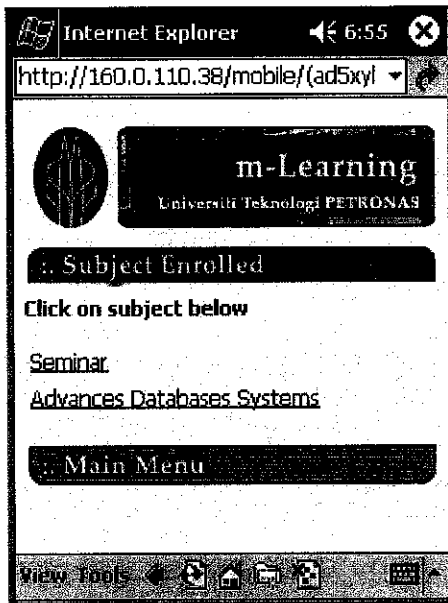 Internet Explorer 6:55
http://160.0.110.38/mobile/(ad5xyl
m-Learning
Universiti Teknologi PETRONAS
:. Subject Enrolled
Click on subject below
Seminar
Advances Databases Systems
:. Main Menu
View Tools